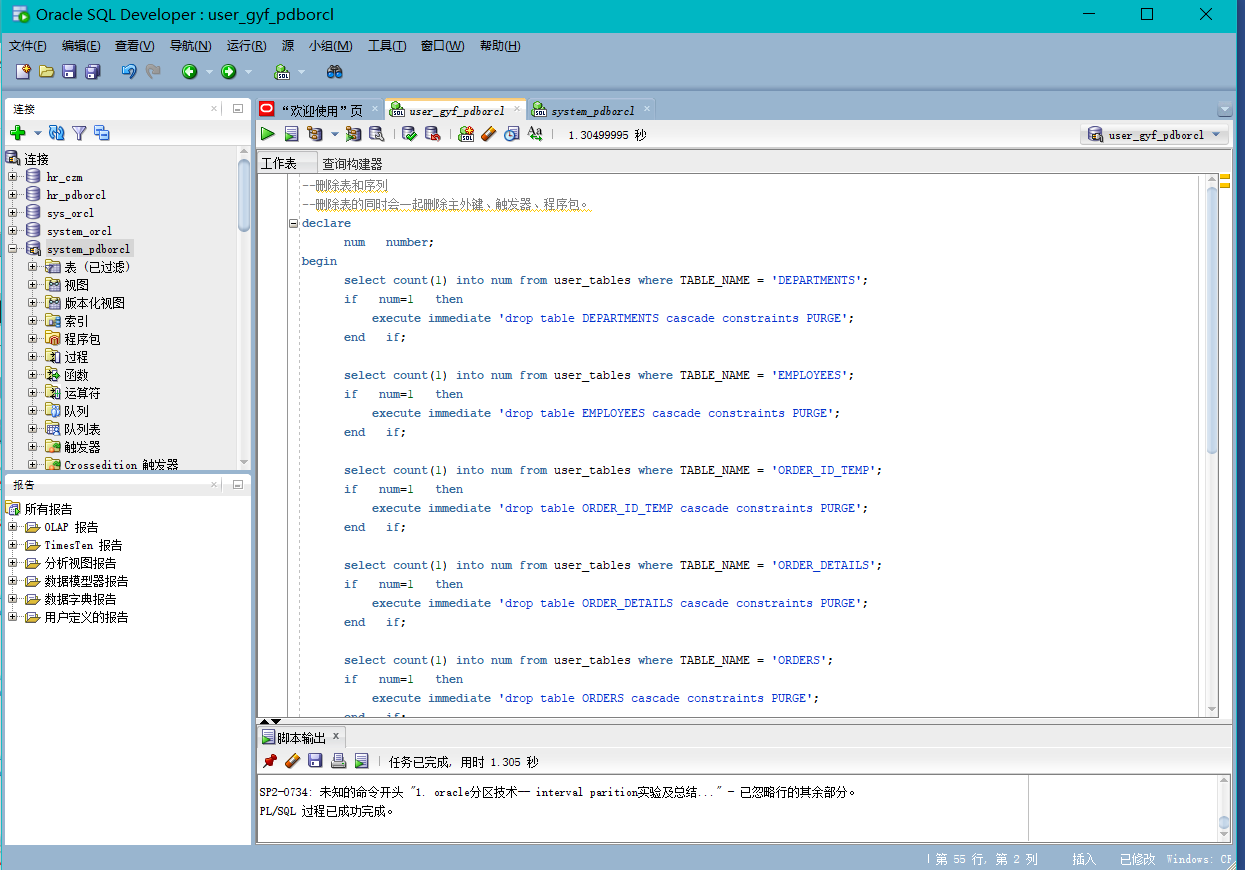 Oracle SQL Developer : user_gyf_pdborcl
文件(F) 编辑(E) 查看(V) 导航(N) 运行(R) 源 小组(M) 工具(T) 窗口(W) 帮助(H)
连接
连接
hr_czm
hr_pdborcl
sys_orcl
system_orcl
system_pdborcl
表 (已过滤)
视图
版本化视图
索引
程序包
过程
函数
运算符
队列
队列表
触发器
Crossedition 触发器
报告
所有报告
OLAP 报告
TimesTen 报告
分析视图报告
数据模型器报告
数据字典报告
用户定义的报告
“欢迎使用”页 user_gyf_pdborcl system_pdborcl
1.30499995 秒 user_gyf_pdborcl
工作表 查询构建器
--删除表和序列
--删除表的同时会一起删除主外键、触发器、程序包。
declare
num number;
begin
select count(1) into num from user_tables where TABLE_NAME = 'DEPARTMENTS';
if num=1 then
execute immediate 'drop table DEPARTMENTS cascade constraints PURGE';
end if;
select count(1) into num from user_tables where TABLE_NAME = 'EMPLOYEES';
if num=1 then
execute immediate 'drop table EMPLOYEES cascade constraints PURGE';
end if;
select count(1) into num from user_tables where TABLE_NAME = 'ORDER_ID_TEMP';
if num=1 then
execute immediate 'drop table ORDER_ID_TEMP cascade constraints PURGE';
end if;
select count(1) into num from user_tables where TABLE_NAME = 'ORDER_DETAILS';
if num=1 then
execute immediate 'drop table ORDER_DETAILS cascade constraints PURGE';
end if;
select count(1) into num from user_tables where TABLE_NAME = 'ORDERS';
if num=1 then
execute immediate 'drop table ORDERS cascade constraints PURGE';
end if;
脚本输出
任务已完成, 用时 1.305 秒
SP2-0734: 未知的命令开头 "1. oracle分区技术一 interval parition实验及总结..." - 已忽略行的其余部分。
PL/SQL 过程已成功完成。
第 55 行, 第 2 列 插入 已修改 Windows: CF